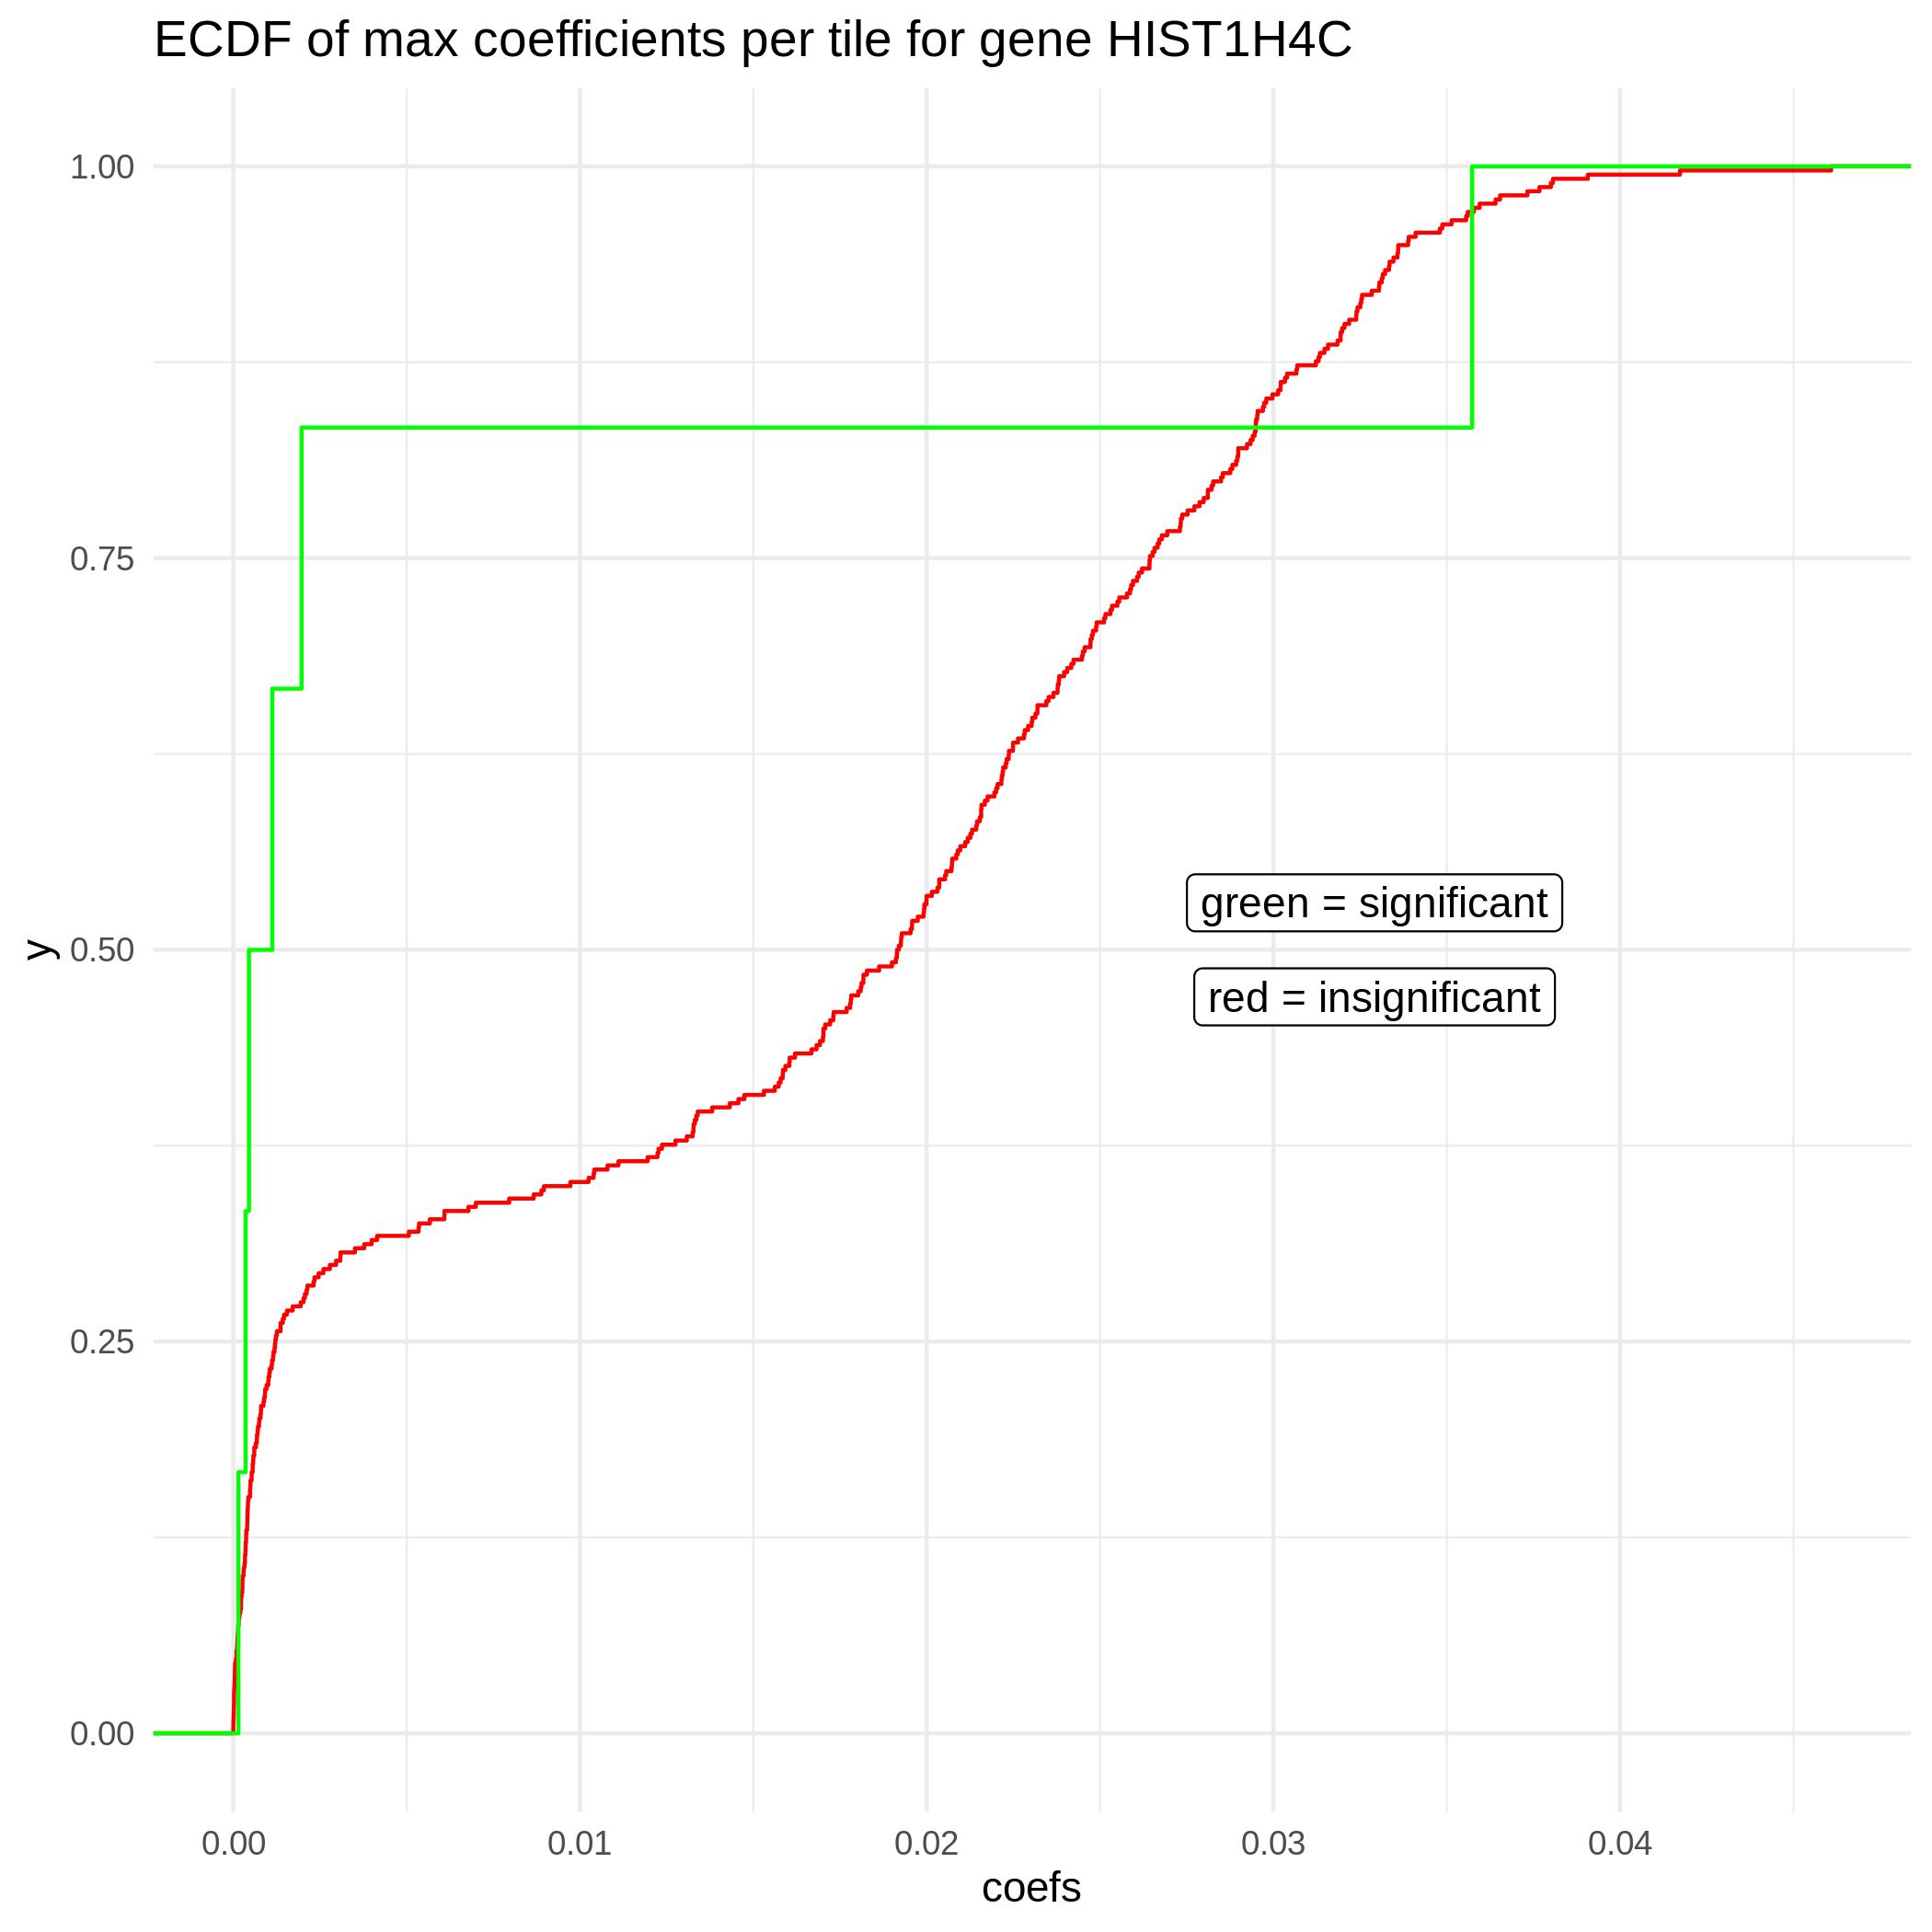 ECDF of max coefficients per tile for gene HIST1H4C
1.00
0.75
0.50
0.25
0.00
y
green = significant
red = insignificant
0.00
0.01
0.02
0.03
0.04
coefs